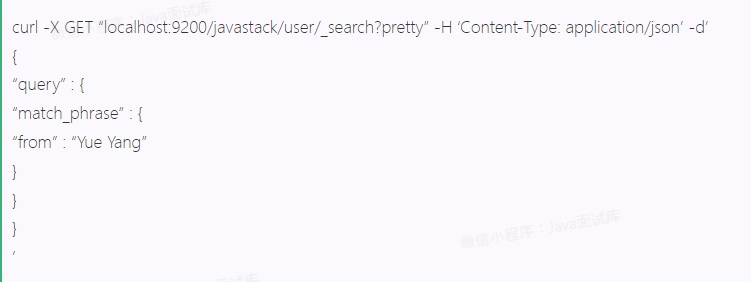 curl -X GET “localhost:9200/javastack/user/_search?pretty” -H ‘Content-Type: application/json’ -d’
{
“query” : {
“match_phrase” : {
“from” : “Yue Yang”
}
}
}
‘
微信小程序：Java面试库